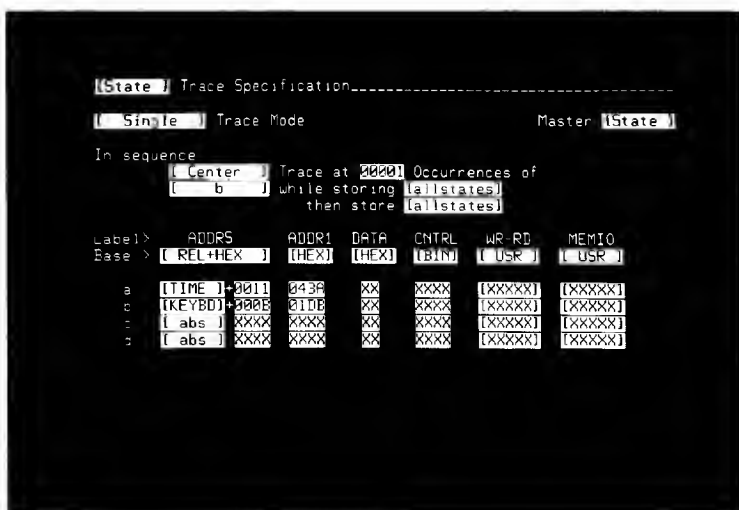 [State ] Trace Specification
[ Single ] Trace Mode Master [State ]
In sequence
[ Center ] Trace at 00001 Occurrences of
[ b ] while storing [allstates]
then store [allstates]
Label> ADDRS ADDR1 DATA CNTRL WR-RD MEMIO
Base > [ REL+HEX ] [HEX] [HEX] [BIN] [ USR ] [ USR ]
a [TIME ]+0011 043A XX XXXX [XXXXX] [XXXXX]
b [KEYBD]+000B 01DB XX XXXX [XXXXX] [XXXXX]
c [ abs ] XXXX XXXX XX XXXX [XXXXX] [XXXXX]
d [ abs ] XXXX XXXX XX XXXX [XXXXX] [XXXXX]